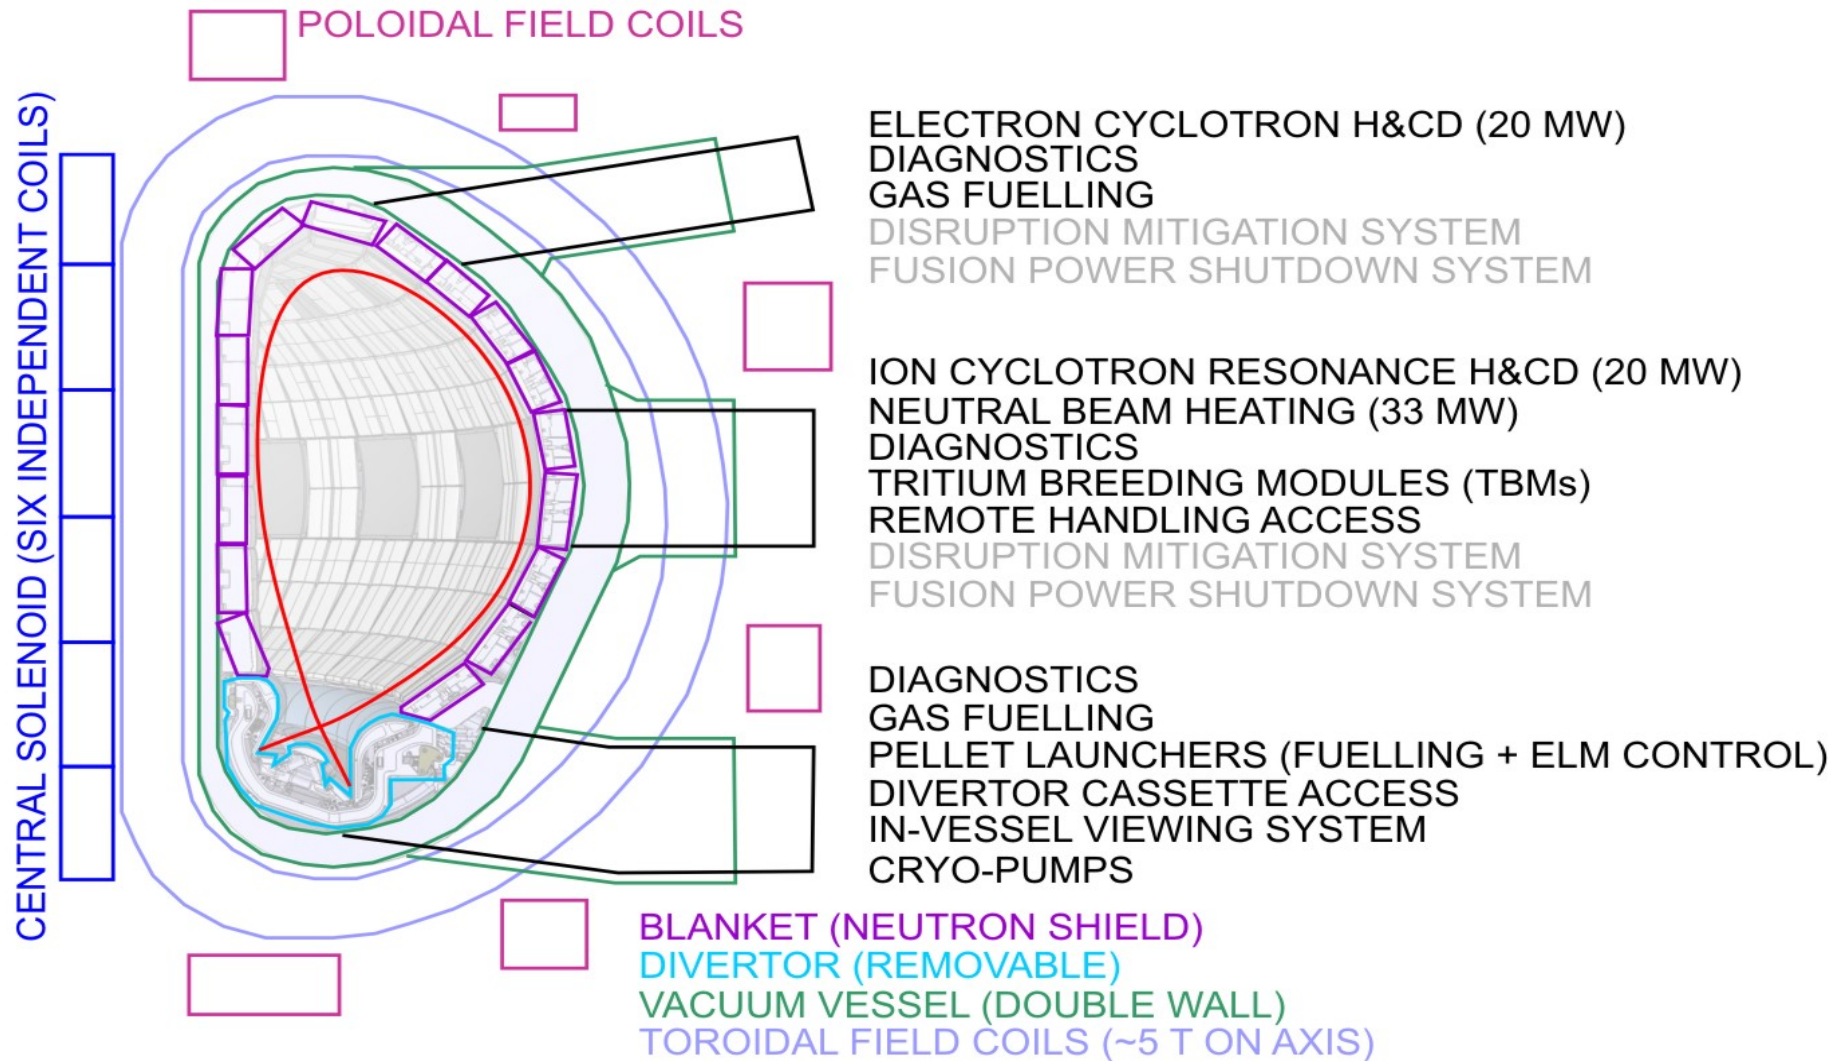 POLOIDAL FIELD COILS
CENTRAL SOLENOID (SIX INDEPENDENT COILS)
ELECTRON CYCLOTRON H&CD (20 MW)
DIAGNOSTICS
GAS FUELLING
DISRUPTION MITIGATION SYSTEM
FUSION POWER SHUTDOWN SYSTEM
ION CYCLOTRON RESONANCE H&CD (20 MW)
NEUTRAL BEAM HEATING (33 MW)
DIAGNOSTICS
TRITIUM BREEDING MODULES (TBMs)
REMOTE HANDLING ACCESS
DISRUPTION MITIGATION SYSTEM
FUSION POWER SHUTDOWN SYSTEM
DIAGNOSTICS
GAS FUELLING
PELLET LAUNCHERS (FUELLING + ELM CONTROL)
DIVERTOR CASSETTE ACCESS
IN-VESSEL VIEWING SYSTEM
CRYO-PUMPS
BLANKET (NEUTRON SHIELD)
DIVERTOR (REMOVABLE)
VACUUM VESSEL (DOUBLE WALL)
TOROIDAL FIELD COILS (~5 T ON AXIS)